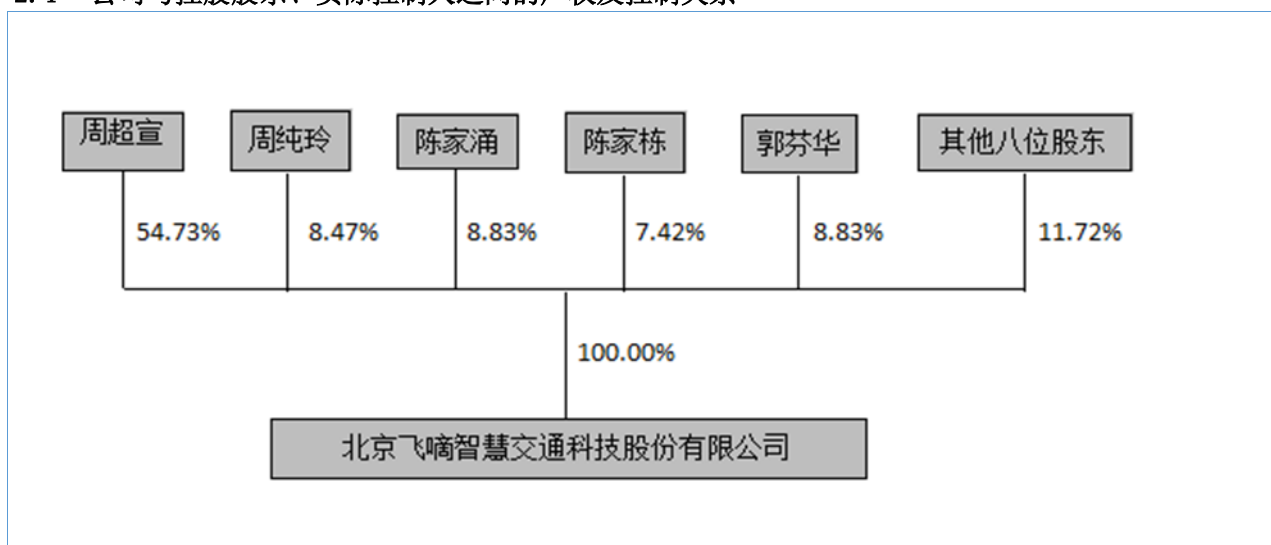 周超宣
周纯玲
陈家涌
陈家栋
郭芬华
其他八位股东
54.73%
8.47%
8.83%
7.42%
8.83%
11.72%
100.00%
北京飞嘀智慧交通科技股份有限公司